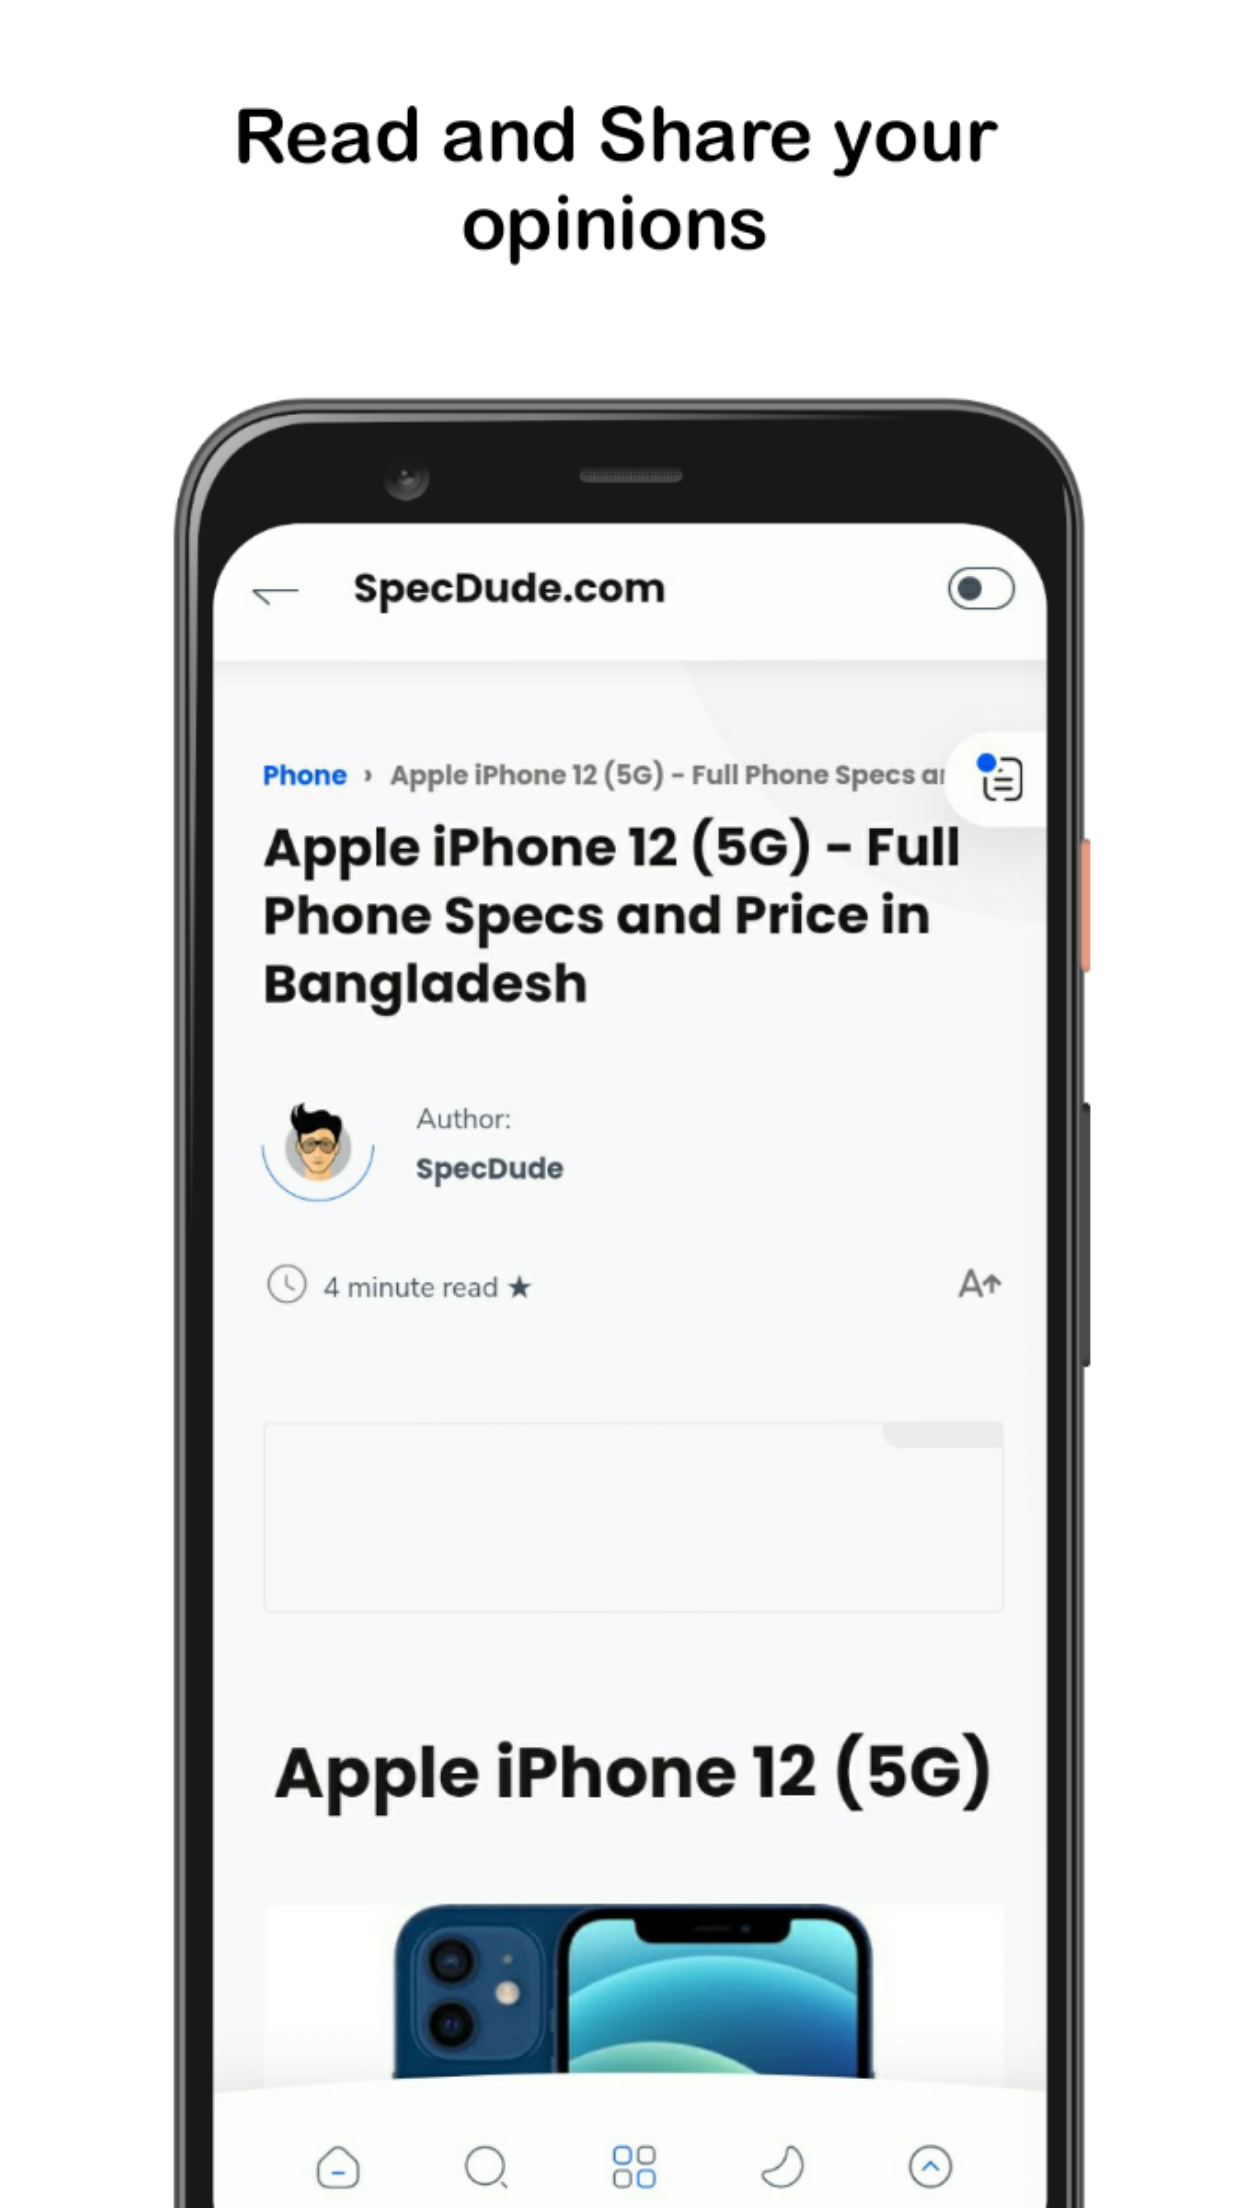 Read and Share your
opinions
SpecDude.com
Phone › Apple iPhone 12 (5G) - Full Phone Specs
Apple iPhone 12 (5G) - Full
Phone Specs and Price in
Bangladesh
Author:
SpecDude
4 minute read ★
A↑
Apple iPhone 12 (5G)